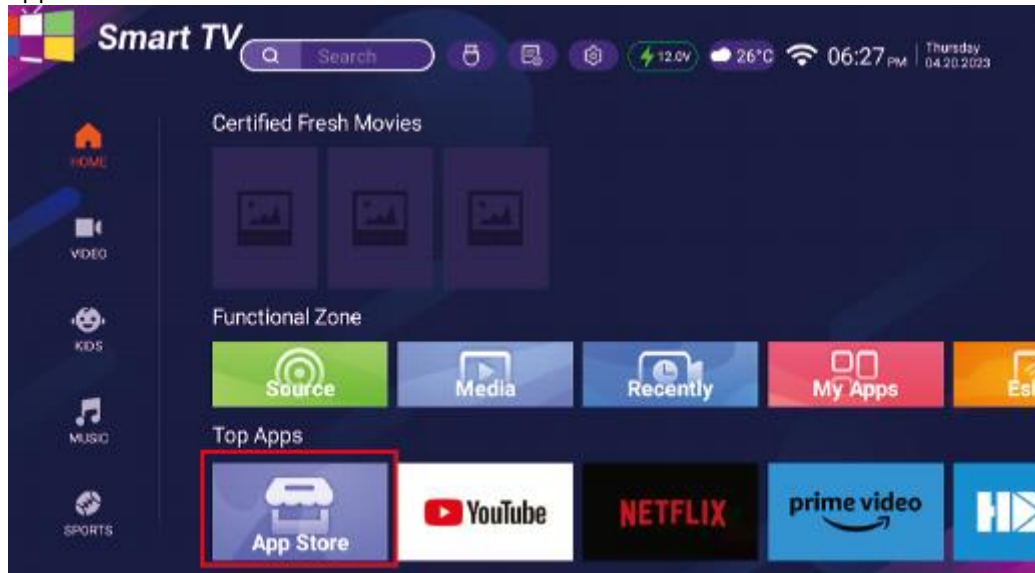 Smart TV
Search
12.0V
26°C
06:27 PM
Thursday
04.20.2023
HOME
VIDEO
KIDS
MUSIC
SPORTS
Certified Fresh Movies
Functional Zone
Source
Media
Recently
My Apps
Top Apps
App Store
YouTube
NETFLIX
prime video